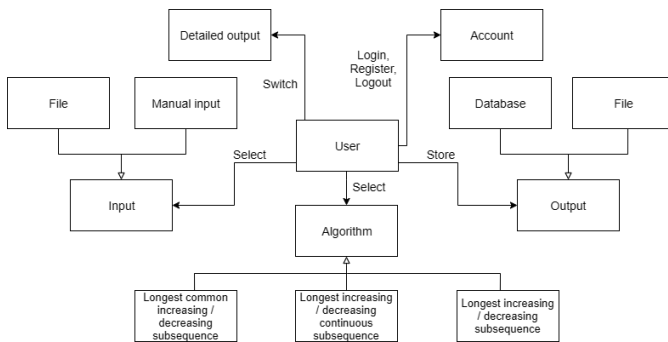 Detailed output
Account
Login,
Register,
Logout
Switch
File
Manual input
Database
File
User
Select
Store
Select
Input
Output
Algorithm
Longest common
increasing /
decreasing
subsequence
Longest increasing
/ decreasing
continuous
subsequence
Longest increasing
/ decreasing
subsequence